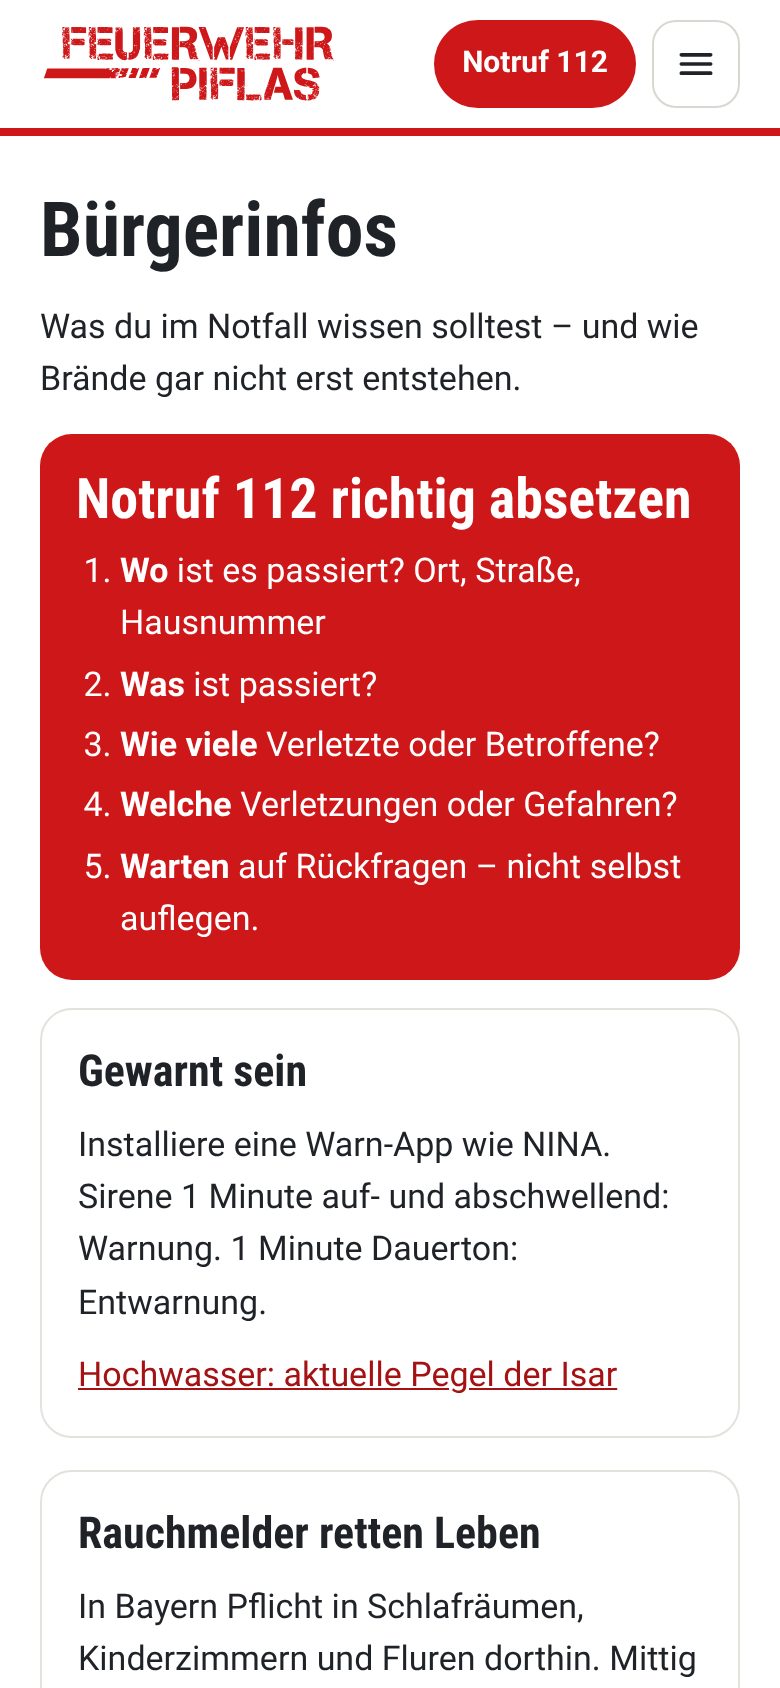 FEUERWEHR
PIFLAS
Notruf 112
Bürgerinfos
Was du im Notfall wissen solltest – und wie
Brände gar nicht erst entstehen.
Notruf 112 richtig absetzen
1. Wo ist es passiert? Ort, Straße,
Hausnummer
2. Was ist passiert?
3. Wie viele Verletzte oder Betroffene?
4. Welche Verletzungen oder Gefahren?
5. Warten auf Rückfragen – nicht selbst
auflegen.
Gewarnt sein
Installiere eine Warn-App wie NINA.
Sirene 1 Minute auf- und abschwellend:
Warnung. 1 Minute Dauerton:
Entwarnung.
Hochwasser: aktuelle Pegel der Isar
Rauchmelder retten Leben
In Bayern Pflicht in Schlafräumen,
Kinderzimmern und Fluren dorthin. Mittig